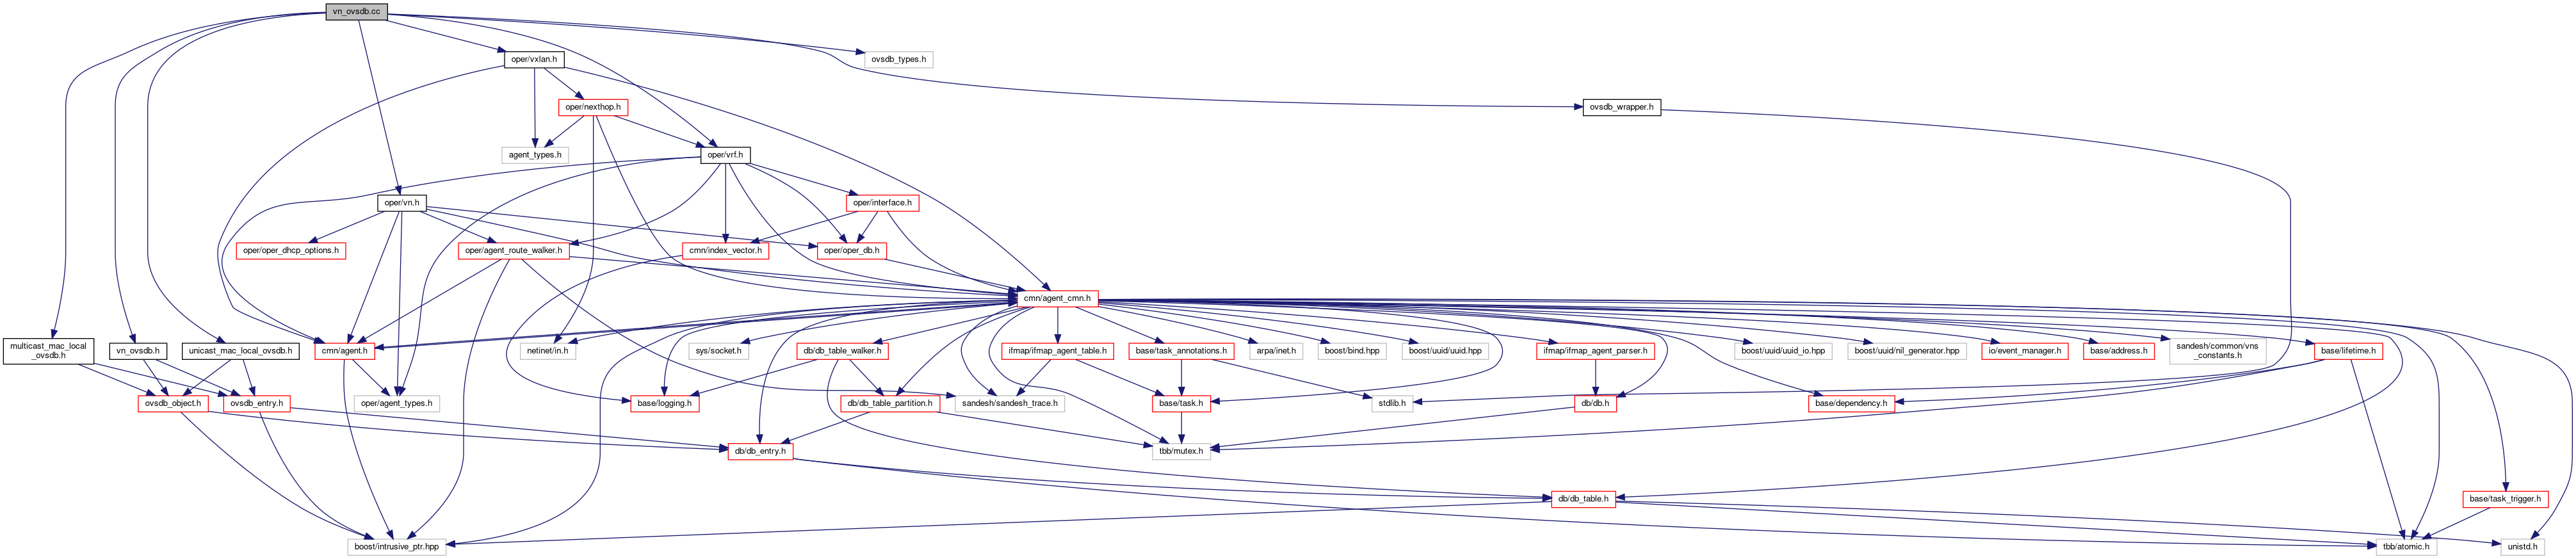 vn_ovsdb.cc
oper/vxlan.h
ovsdb_types.h
oper/nexthop.h
ovsdb_wrapper.h
agent_types.h
oper/vrf.h
oper/vn.h
oper/interface.h
oper/oper_dhcp_options.h
oper/agent_route_walker.h
cmn/index_vector.h
oper/oper_db.h
cmn/agent_cmn.h
multicast_mac_local
_ovsdb.h
vn_ovsdb.h
unicast_mac_local_ovsdb.h
cmn/agent.h
netinet/in.h
sys/socket.h
db/db_table_walker.h
ifmap/ifmap_agent_table.h
base/task_annotations.h
arpa/inet.h
boost/bind.hpp
boost/uuid/uuid.hpp
ifmap/ifmap_agent_parser.h
boost/uuid/uuid_io.hpp
boost/uuid/nil_generator.hpp
io/event_manager.h
base/address.h
sandesh/common/vns
_constants.h
base/lifetime.h
ovsdb_object.h
ovsdb_entry.h
oper/agent_types.h
base/logging.h
db/db_table_partition.h
sandesh/sandesh_trace.h
base/task.h
stdlib.h
db/db.h
base/dependency.h
db/db_entry.h
tbb/mutex.h
db/db_table.h
base/task_trigger.h
boost/intrusive_ptr.hpp
tbb/atomic.h
unistd.h